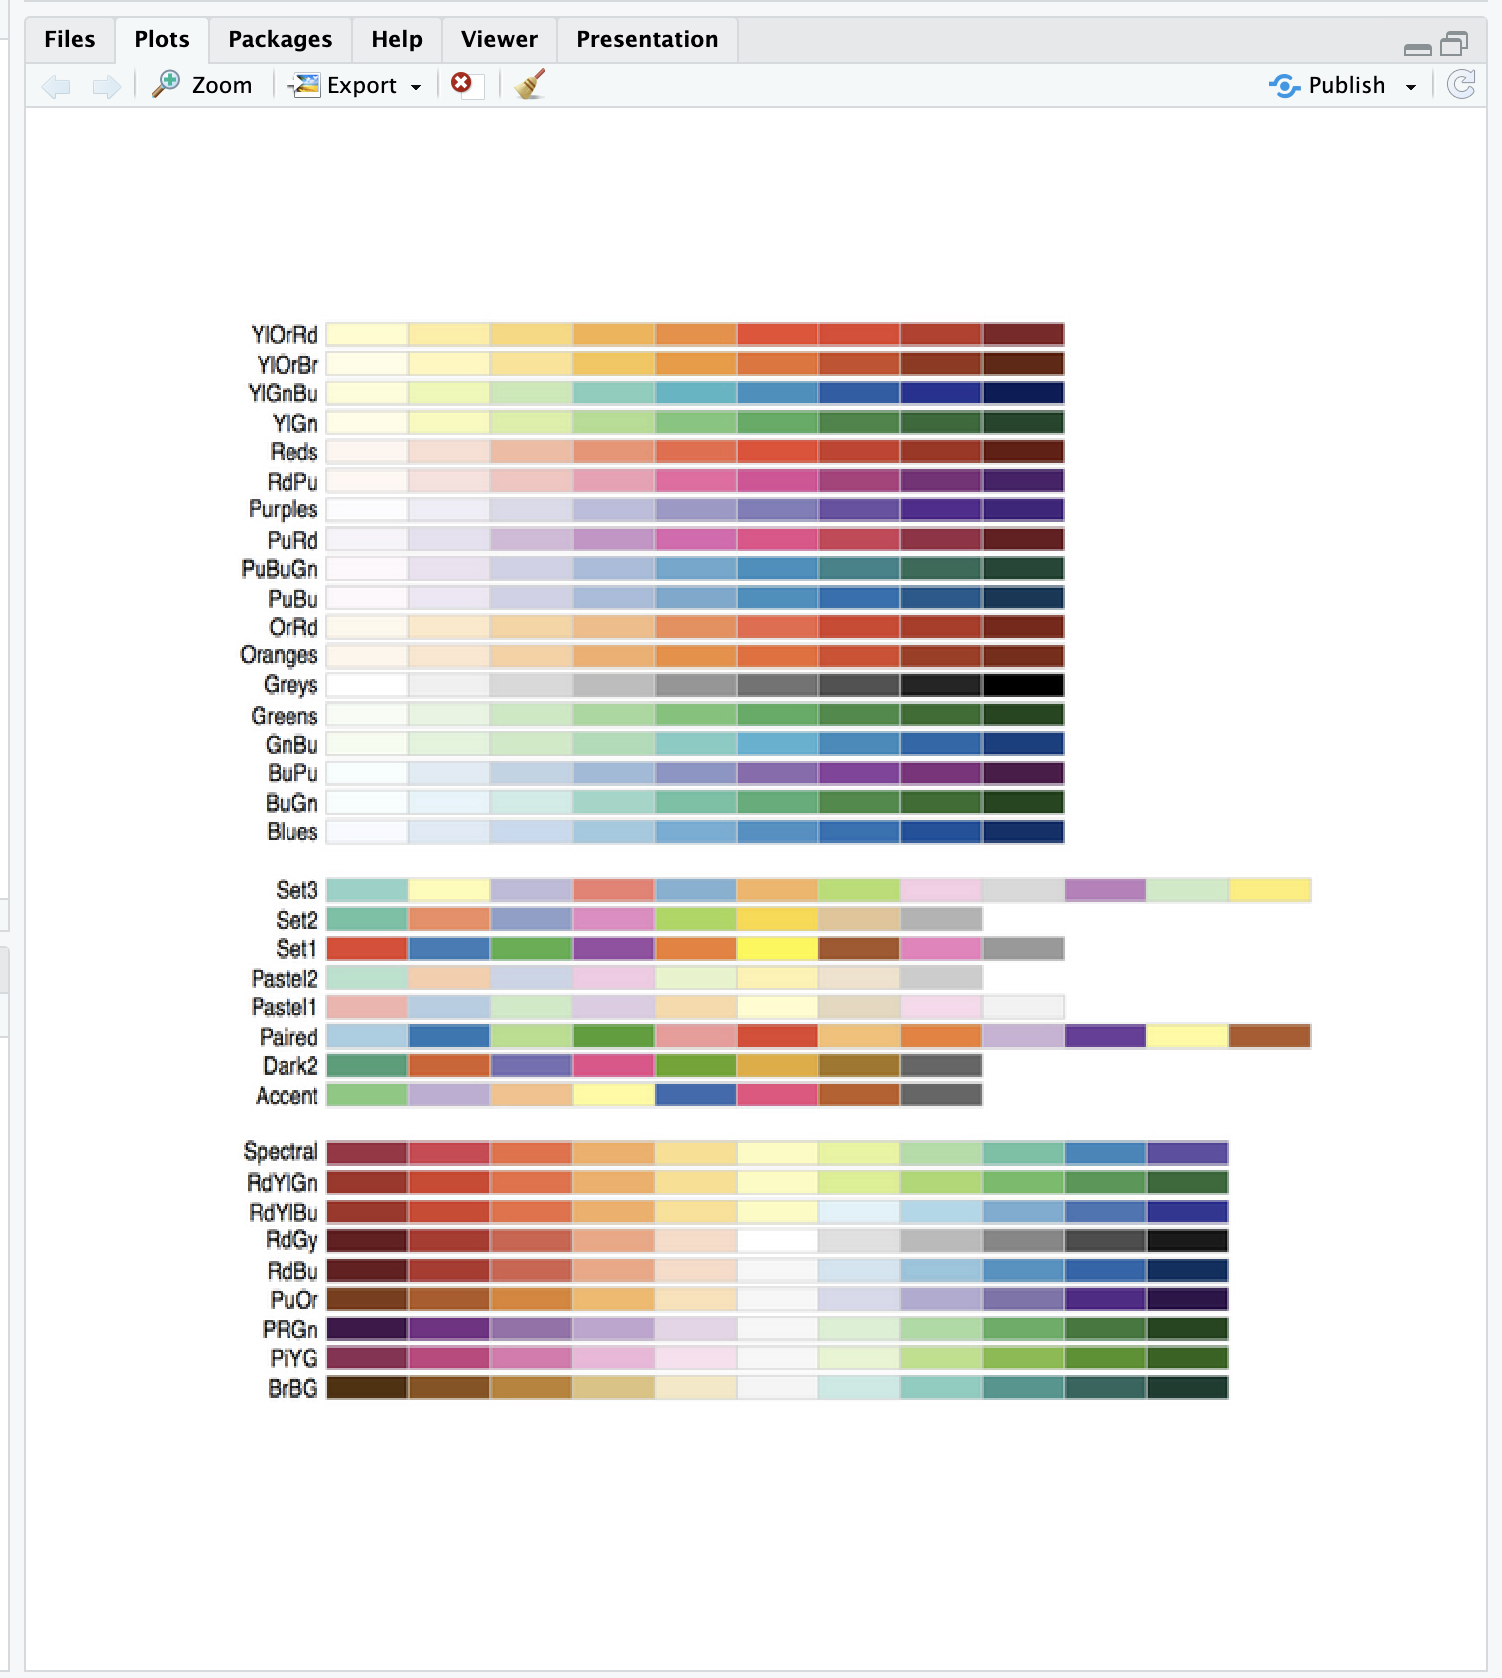 Files Plots Packages Help Viewer Presentation
Zoom Export Publish
YlOrRd
YlOrBr
YlGnBu
YlGn
Reds
RdPu
Purples
PuRd
PuBuGn
PuBu
OrRd
Oranges
Greys
Greens
GnBu
BuPu
BuGn
Blues
Set3
Set2
Set1
Pastel2
Pastel1
Paired
Dark2
Accent
Spectral
RdYlGn
RdYlBu
RdGy
RdBu
PuOr
PRGn
PiYG
BrBG